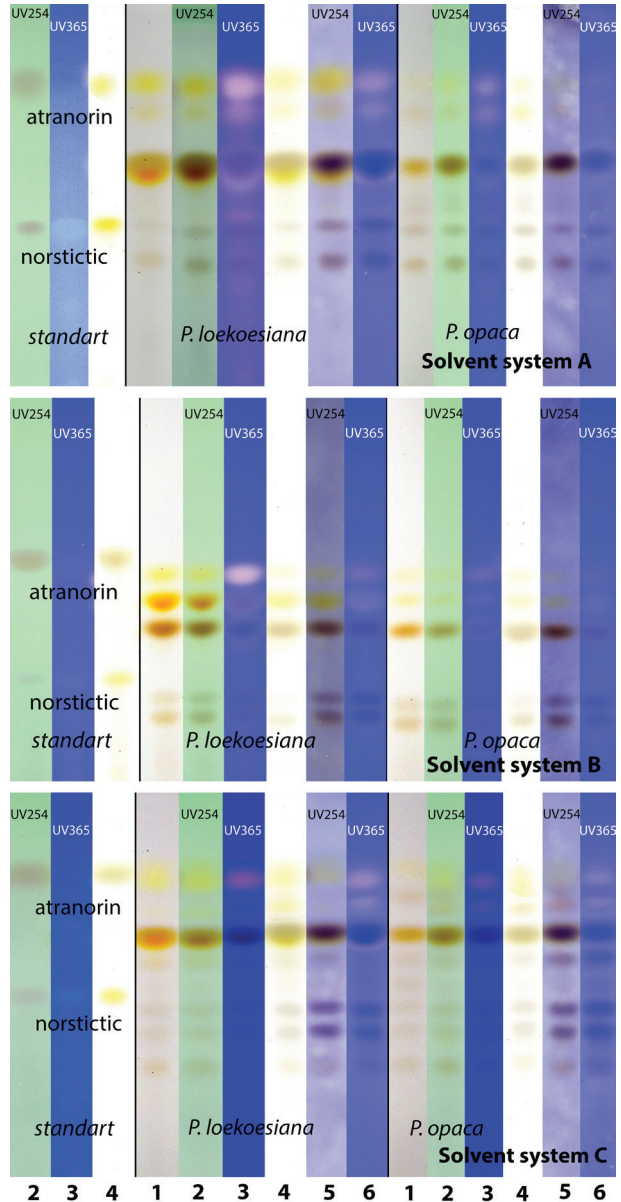 UV254
UV365
UV254
UV365
UV254
UV365
UV254
UV365
UV254
UV365
atranorin
norstictic
standart
P. loekoesiana
P. opaca
Solvent system A
UV254
UV365
UV254
UV365
UV254
UV365
UV254
UV365
UV254
UV365
atranorin
norstictic
standart
P. loekoesiana
P. opaca
Solvent system B
UV254
UV365
UV254
UV365
UV254
UV365
UV254
UV365
UV254
UV365
atranorin
norstictic
standart
P. loekoesiana
P. opaca
Solvent system C
2 3 4 1 2 3 4 5 6 1 2 3 4 5 6